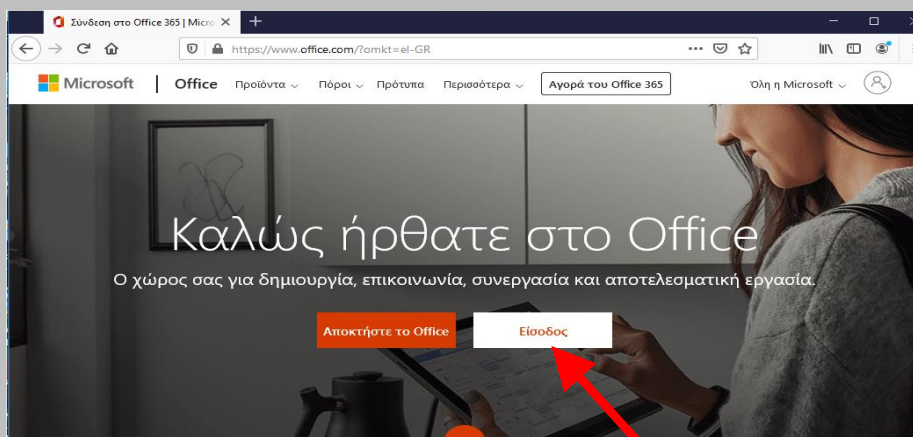 Σύνδεση στο Office 365 | Micro
https://www.office.com/?omkt=el-GR
Microsoft | Office Προϊόντα Πόροι Πρότυπα Περισσότερα Αγορά του Office 365 Όλη η Microsoft
Καλώς ήρθατε στο Office
Ο χώρος σας για δημιουργία, επικοινωνία, συνεργασία και αποτελεσματική εργασία.
Αποκτήστε το Office Είσοδος